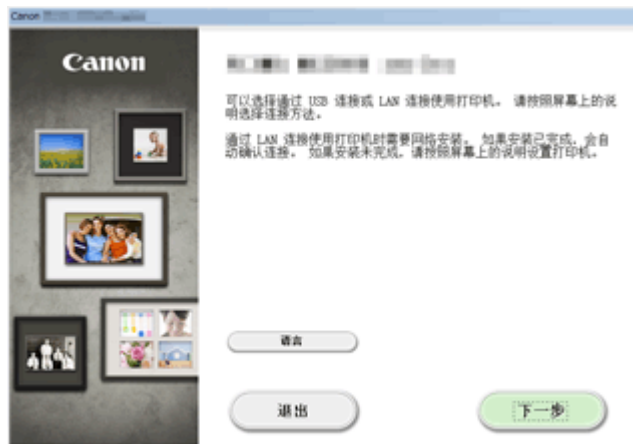 Canon
Canon
可以选择通过 USB 连接或 LAN 连接使用打印机。 请按照屏幕上的说
明选择连接方法。
通过 LAN 连接使用打印机时需要网络安装。 如果安装已完成，会自
动确认连接。 如果安装未完成，请按照屏幕上的说明设置打印机。
语言
退出
下一步